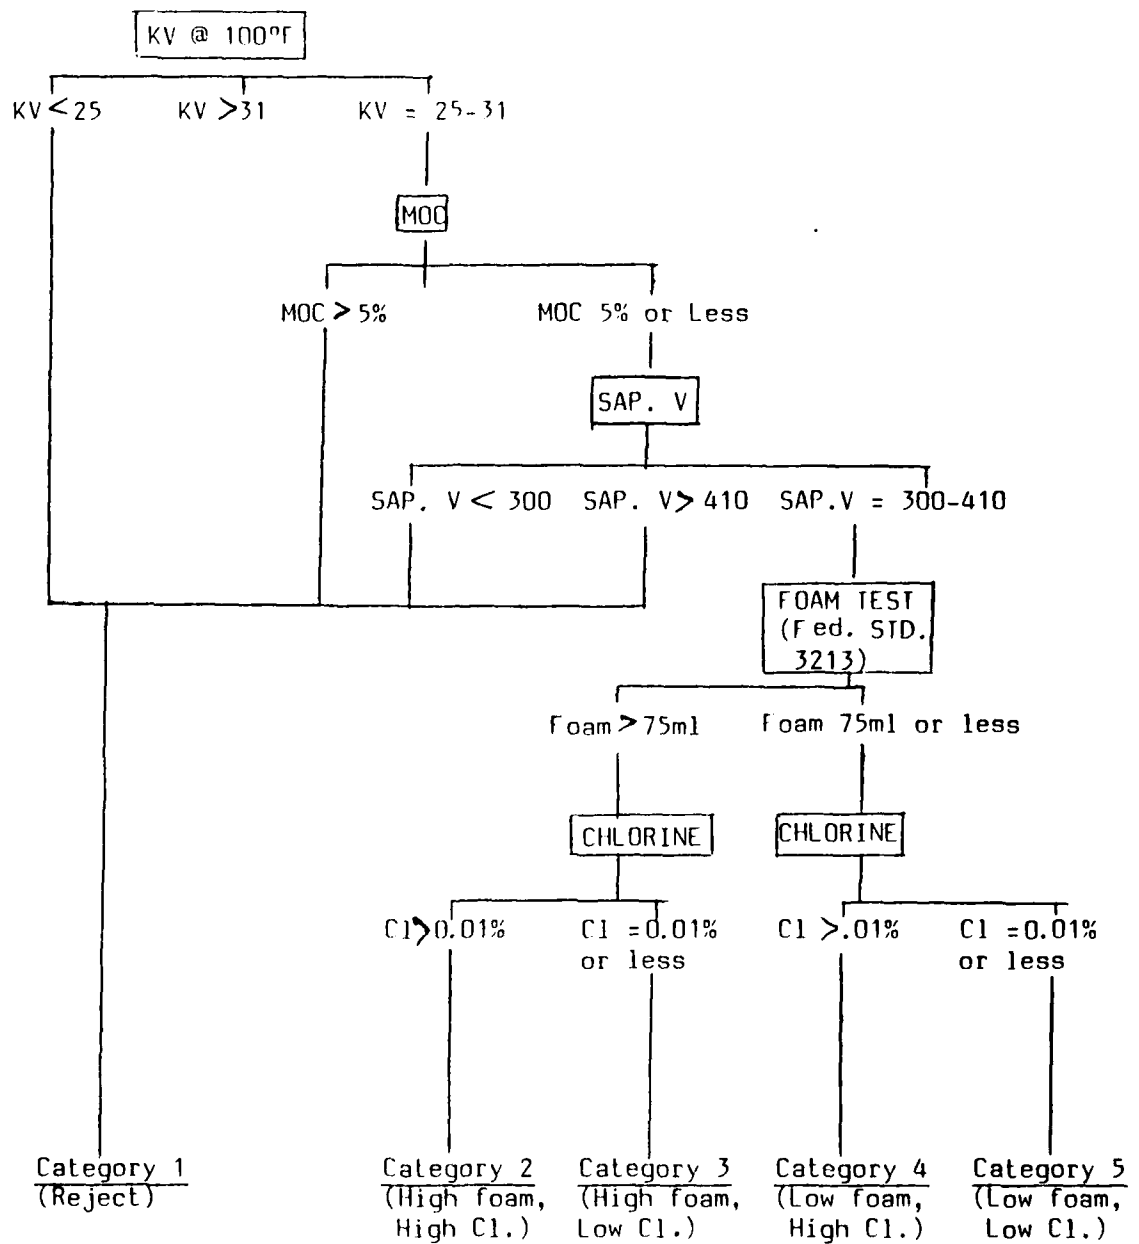 KV @ 100°F
KV < 25 KV > 31 KV = 25-31
MOC
MOC > 5% MOC 5% or Less
SAP. V
SAP. V < 300 SAP. V > 410 SAP.V = 300-410
FOAM TEST
(Fed. STD.
3213)
Foam > 75ml Foam 75ml or less
CHLORINE CHLORINE
Cl > 0.01% Cl = 0.01% Cl > .01% Cl = 0.01%
or less or less
Category 1 Category 2 Category 3 Category 4 Category 5
(Reject) (High foam, (High foam, (Low foam, (Low foam,
High Cl.) Low Cl.) High Cl.) Low Cl.)